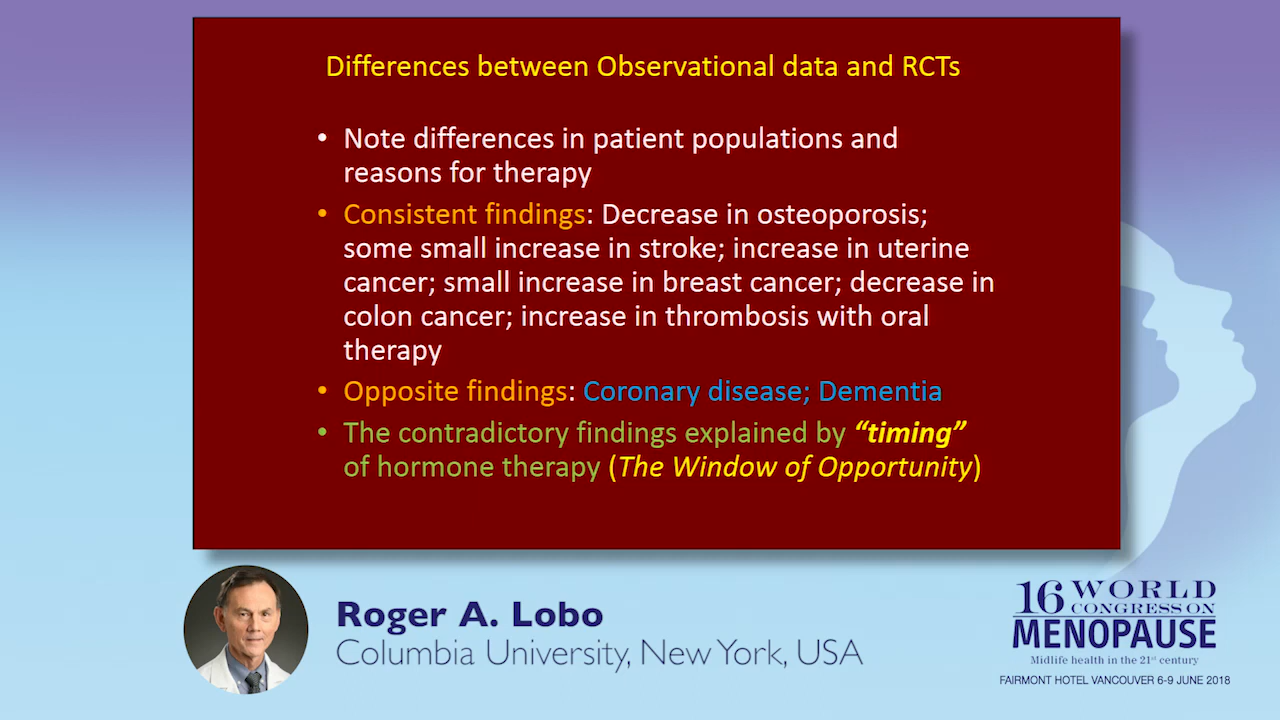 Differences between Observational data and RCTs
• Note differences in patient populations and
reasons for therapy
• Consistent findings: Decrease in osteoporosis;
some small increase in stroke; increase in uterine
cancer; small increase in breast cancer; decrease in
colon cancer; increase in thrombosis with oral
therapy
• Opposite findings: Coronary disease; Dementia
• The contradictory findings explained by “timing”
of hormone therapy (The Window of Opportunity)
Roger A. Lobo
Columbia University, New York, USA
16 WORLD
CONGRESS ON
MENOPAUSE
Midlife health in the 21st century
FAIRMONT HOTEL VANCOUVER 6-9 JUNE 2018